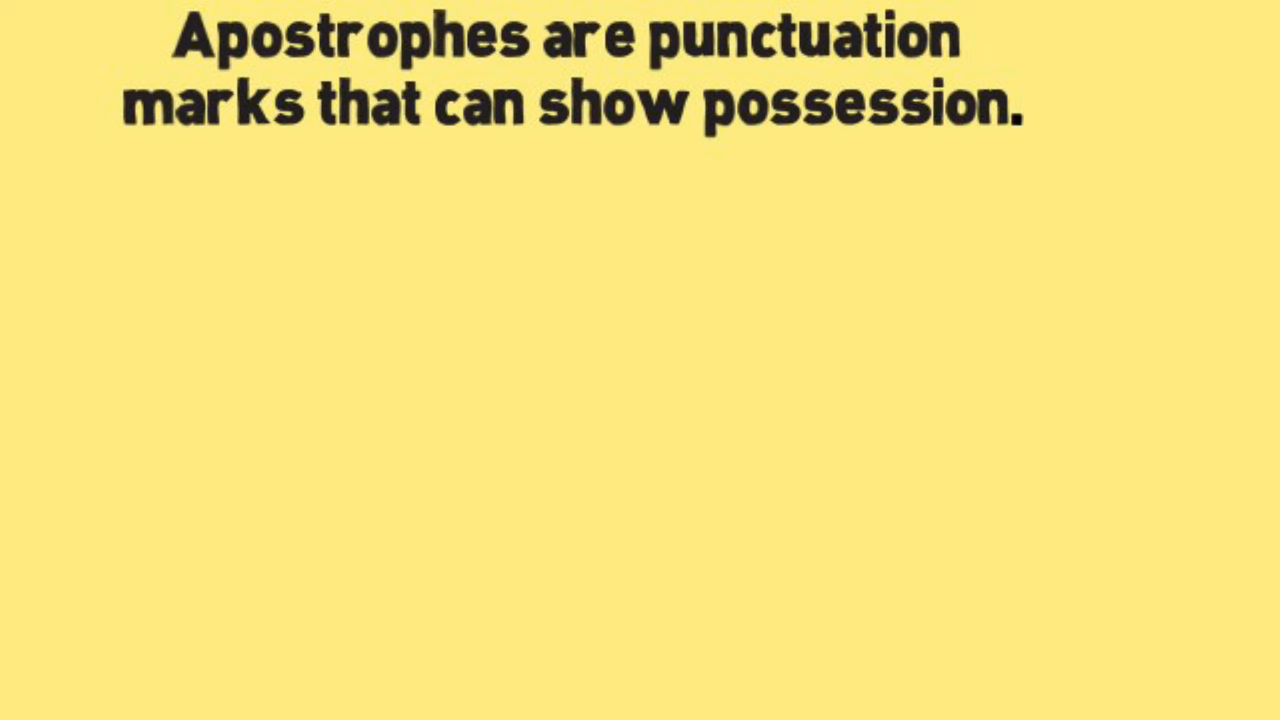 Apostrophes are punctuation
marks that can show possession.